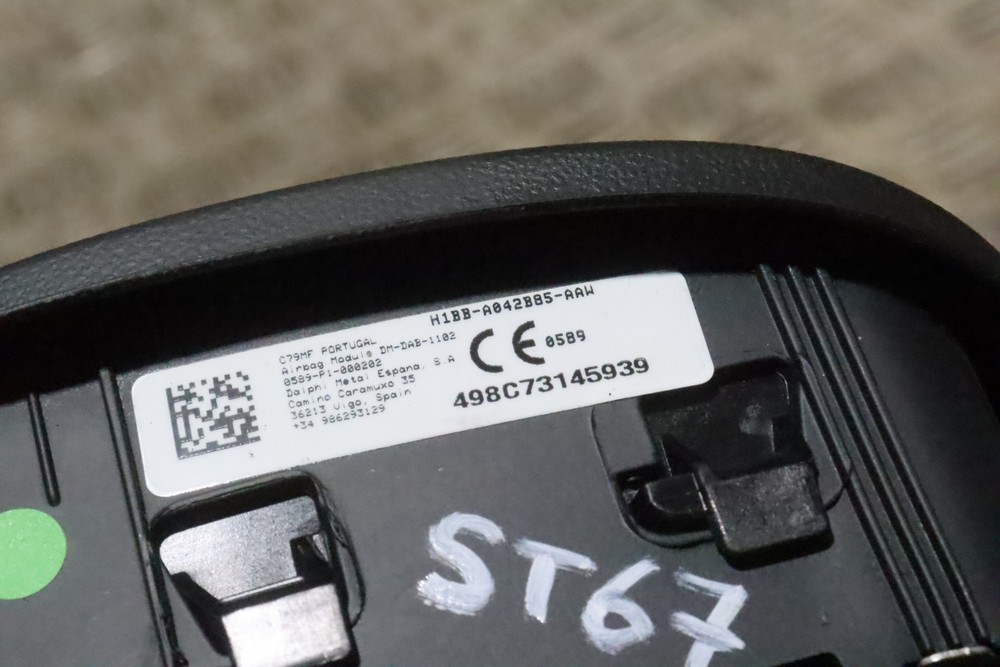 H1BB-A042B85-AAW
C79MF PORTUGAL
Airbag Module DM-DAB-1102
0589-P1-000202
Dalphi Metal Espana, S.A
Camino Caramuxo 35
36213 Vigo, Spain
+34 986293129
CE 0589
498C73145939
ST67